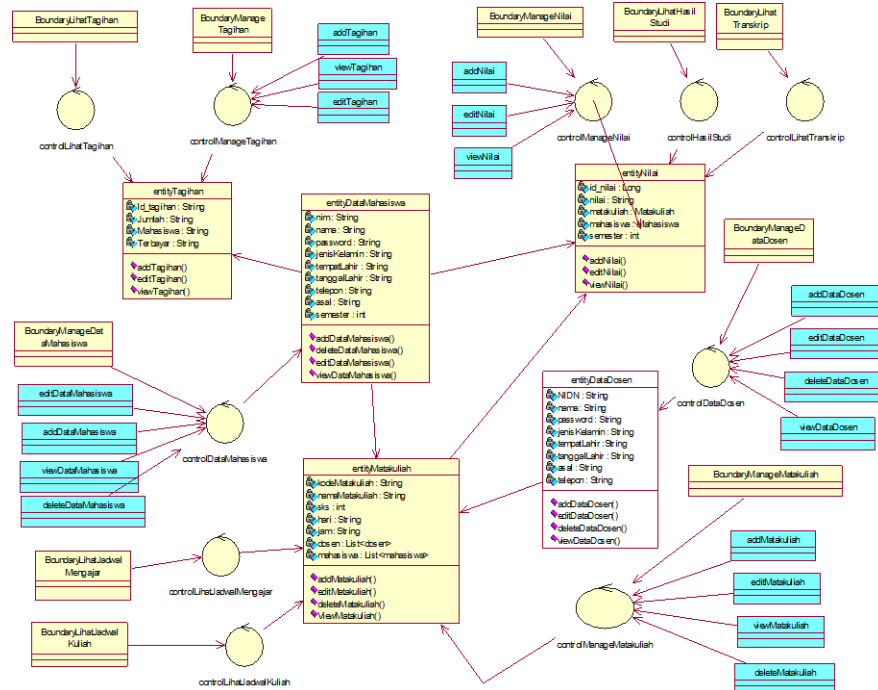 BoundaryLihatTagihan
BoundaryManage
Tagihan
addTagihan
viewTagihan
editTagihan
controlLihatTagihan
controlManageTagihan
BoundaryManageNilai
BoundaryLihatHasil
Studi
BoundaryLihat
Transkrip
addNilai
editNilai
viewNilai
controlManageNilai
controlHasilStudi
controlLihatTranskrip
entityTagihan
Id_tagihan : String
Jumlah : String
Mahasiswa : String
Terbayar : String
addTagihan()
editTagihan()
viewTagihan()
entityDataMahasiswa
nim : String
nama : String
password : String
jenisKelamin : String
tempatLahir : String
tanggalLahir : String
telepon : String
asal : String
semester : int
addDataMahasiswa()
deleteDataMahasiswa()
editDataMahasiswa()
viewDataMahasiswa()
entityNilai
id_nilai : Long
nilai : String
matakuliah : Matakuliah
mahasiswa : Mahasiswa
semester : int
addNilai()
editNilai()
viewNilai()
BoundaryManageD
ataDosen
addDataDosen
editDataDosen
deleteDataDosen
viewDataDosen
controlDataDosen
BoundaryManageDat
aMahasiswa
editDataMahasiswa
addDataMahasiswa
viewDataMahasiswa
deleteDataMahasiswa
controlDataMahasiswa
entityDataDosen
NIDN : String
nama : String
password : String
jenisKelamin : String
tempatLahir : String
tanggalLahir : String
asal : String
telepon : String
addDataDosen()
editDataDosen()
deleteDataDosen()
viewDataDosen()
entityMatakuliah
kodeMatakuliah : String
namaMatakuliah : String
sks : int
hari : String
jam : String
dosen : List<dosen>
mahasiswa : List<mahasiswa>
addMatakuliah()
editMatakuliah()
deleteMatakuliah()
ViewMatakuliah()
BoundaryLihatJadwal
Mengajar
controlLihatJadwalMengajar
BoundaryLihatJadwal
Kuliah
controlLihatJadwalKuliah
BoundaryManageMatakuliah
addMatakuliah
editMatakuliah
viewMatakuliah
deleteMatakuliah
controlManageMatakuliah